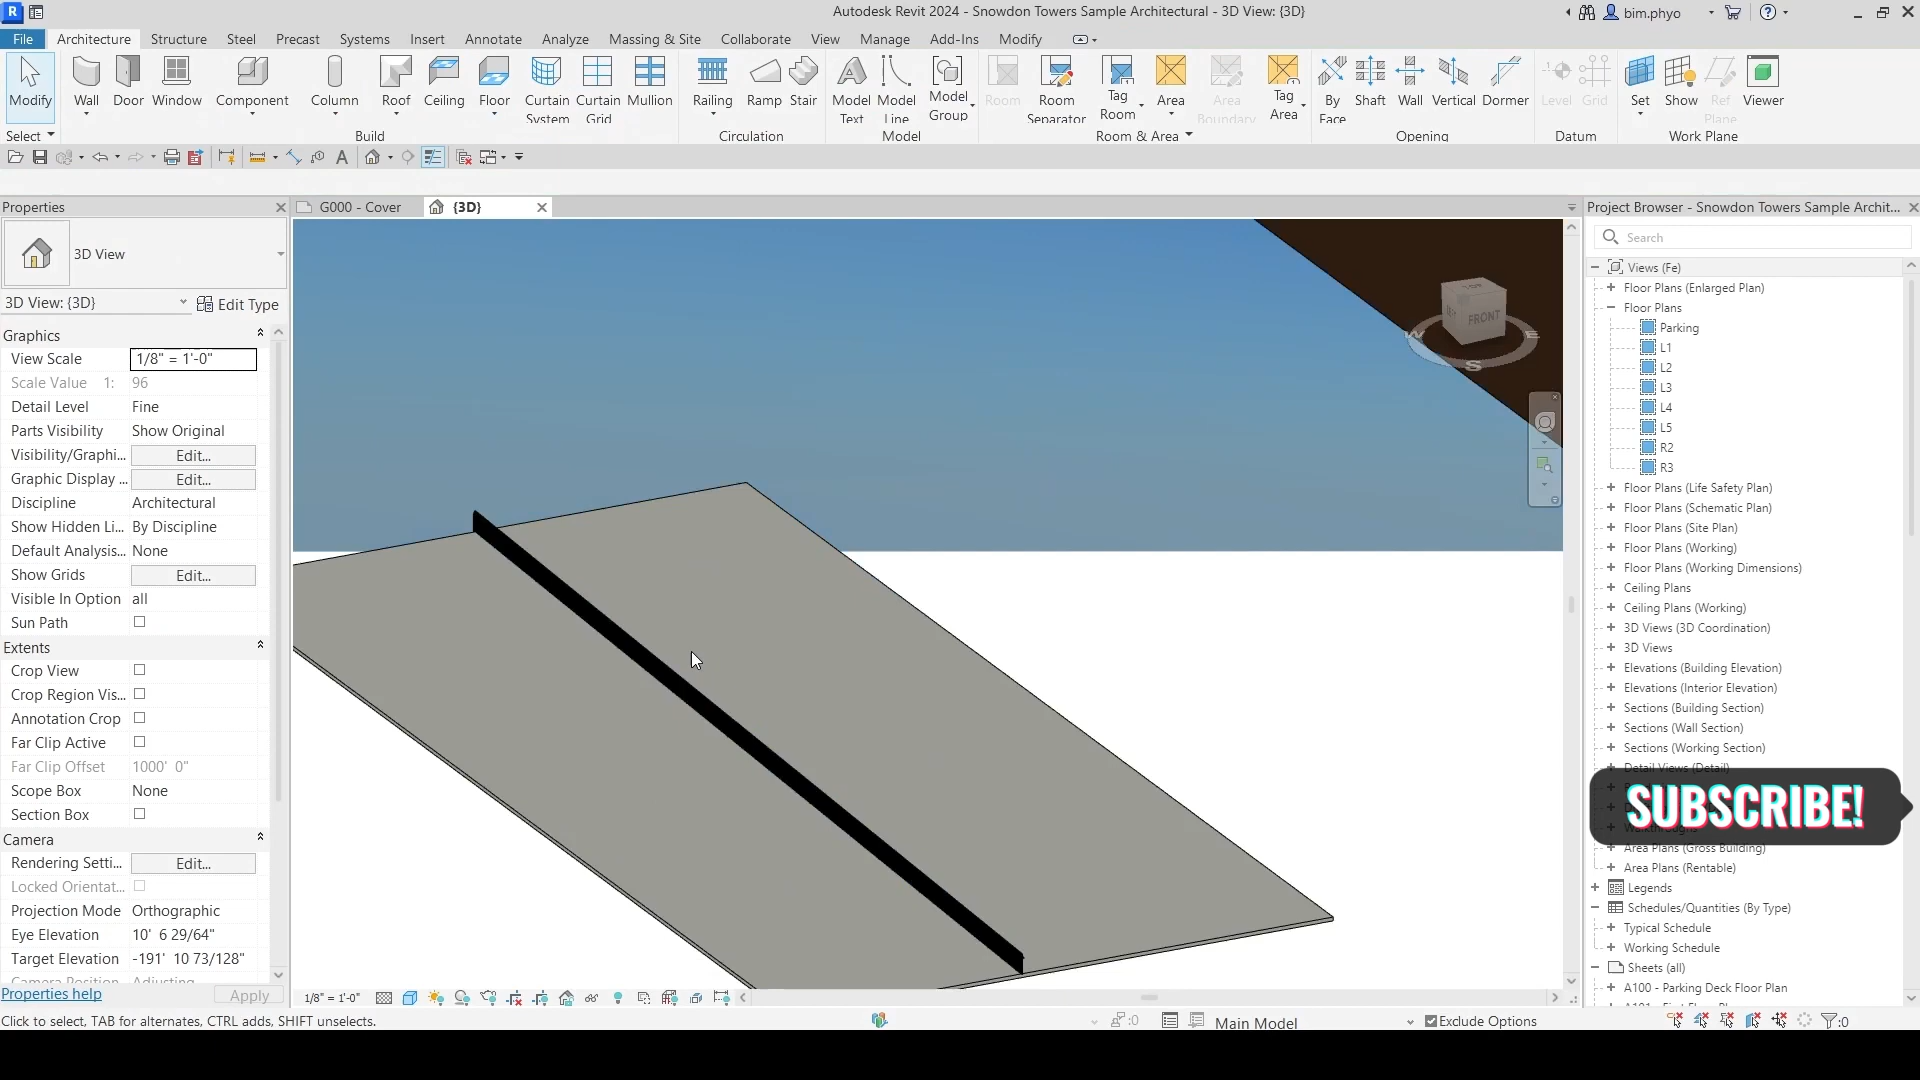 Autodesk Revit 2024 - Snowdon Towers Sample Architectural - 3D View: {3D}
bim.phyo
File Architecture Structure Steel Precast Systems Insert Annotate Analyze Massing & Site Collaborate View Manage Add-Ins Modify
Modify Wall Door Window Component Column Roof Ceiling Floor Curtain System Curtain Grid Mullion Railing Ramp Stair Model Text Model Line Model Group Room Room Separator Tag Room Area Area Boundary Tag Area By Face Shaft Wall Vertical Dormer Level Grid Set Show Ref Plane Viewer
Select Build Circulation Model Room & Area Opening Datum Work Plane
Properties
G000 - Cover
{3D}
Project Browser - Snowdon Towers Sample Archit...
3D View
Search
3D View: {3D}
Edit Type
Graphics
View Scale 1/8" = 1'-0"
Scale Value 1: 96
Detail Level Fine
Parts Visibility Show Original
Visibility/Graphi... Edit...
Graphic Display ... Edit...
Discipline Architectural
Show Hidden Li... By Discipline
Default Analysis... None
Show Grids Edit...
Visible In Option all
Sun Path
Extents
Crop View
Crop Region Vis...
Annotation Crop
Far Clip Active
Far Clip Offset 1000' 0"
Scope Box None
Section Box
Camera
Rendering Setti... Edit...
Locked Orientat...
Projection Mode Orthographic
Eye Elevation 10' 6 29/64"
Target Elevation -191' 10 73/128"
Camera Position Adjusting
Properties help
Apply
TOP
FRONT
W
E
S
Views (Fe)
Floor Plans (Enlarged Plan)
Floor Plans
Parking
L1
L2
L3
L4
L5
R2
R3
Floor Plans (Life Safety Plan)
Floor Plans (Schematic Plan)
Floor Plans (Site Plan)
Floor Plans (Working)
Floor Plans (Working Dimensions)
Ceiling Plans
Ceiling Plans (Working)
3D Views (3D Coordination)
3D Views
Elevations (Building Elevation)
Elevations (Interior Elevation)
Sections (Building Section)
Sections (Wall Section)
Sections (Working Section)
Detail Views (Detail)
SUBSCRIBE!
Area Plans (Gross Building)
Area Plans (Rentable)
Legends
Schedules/Quantities (By Type)
Typical Schedule
Working Schedule
Sheets (all)
A100 - Parking Deck Floor Plan
1/8" = 1'-0"
Click to select, TAB for alternates, CTRL adds, SHIFT unselects.
:0
Main Model
Exclude Options
:0